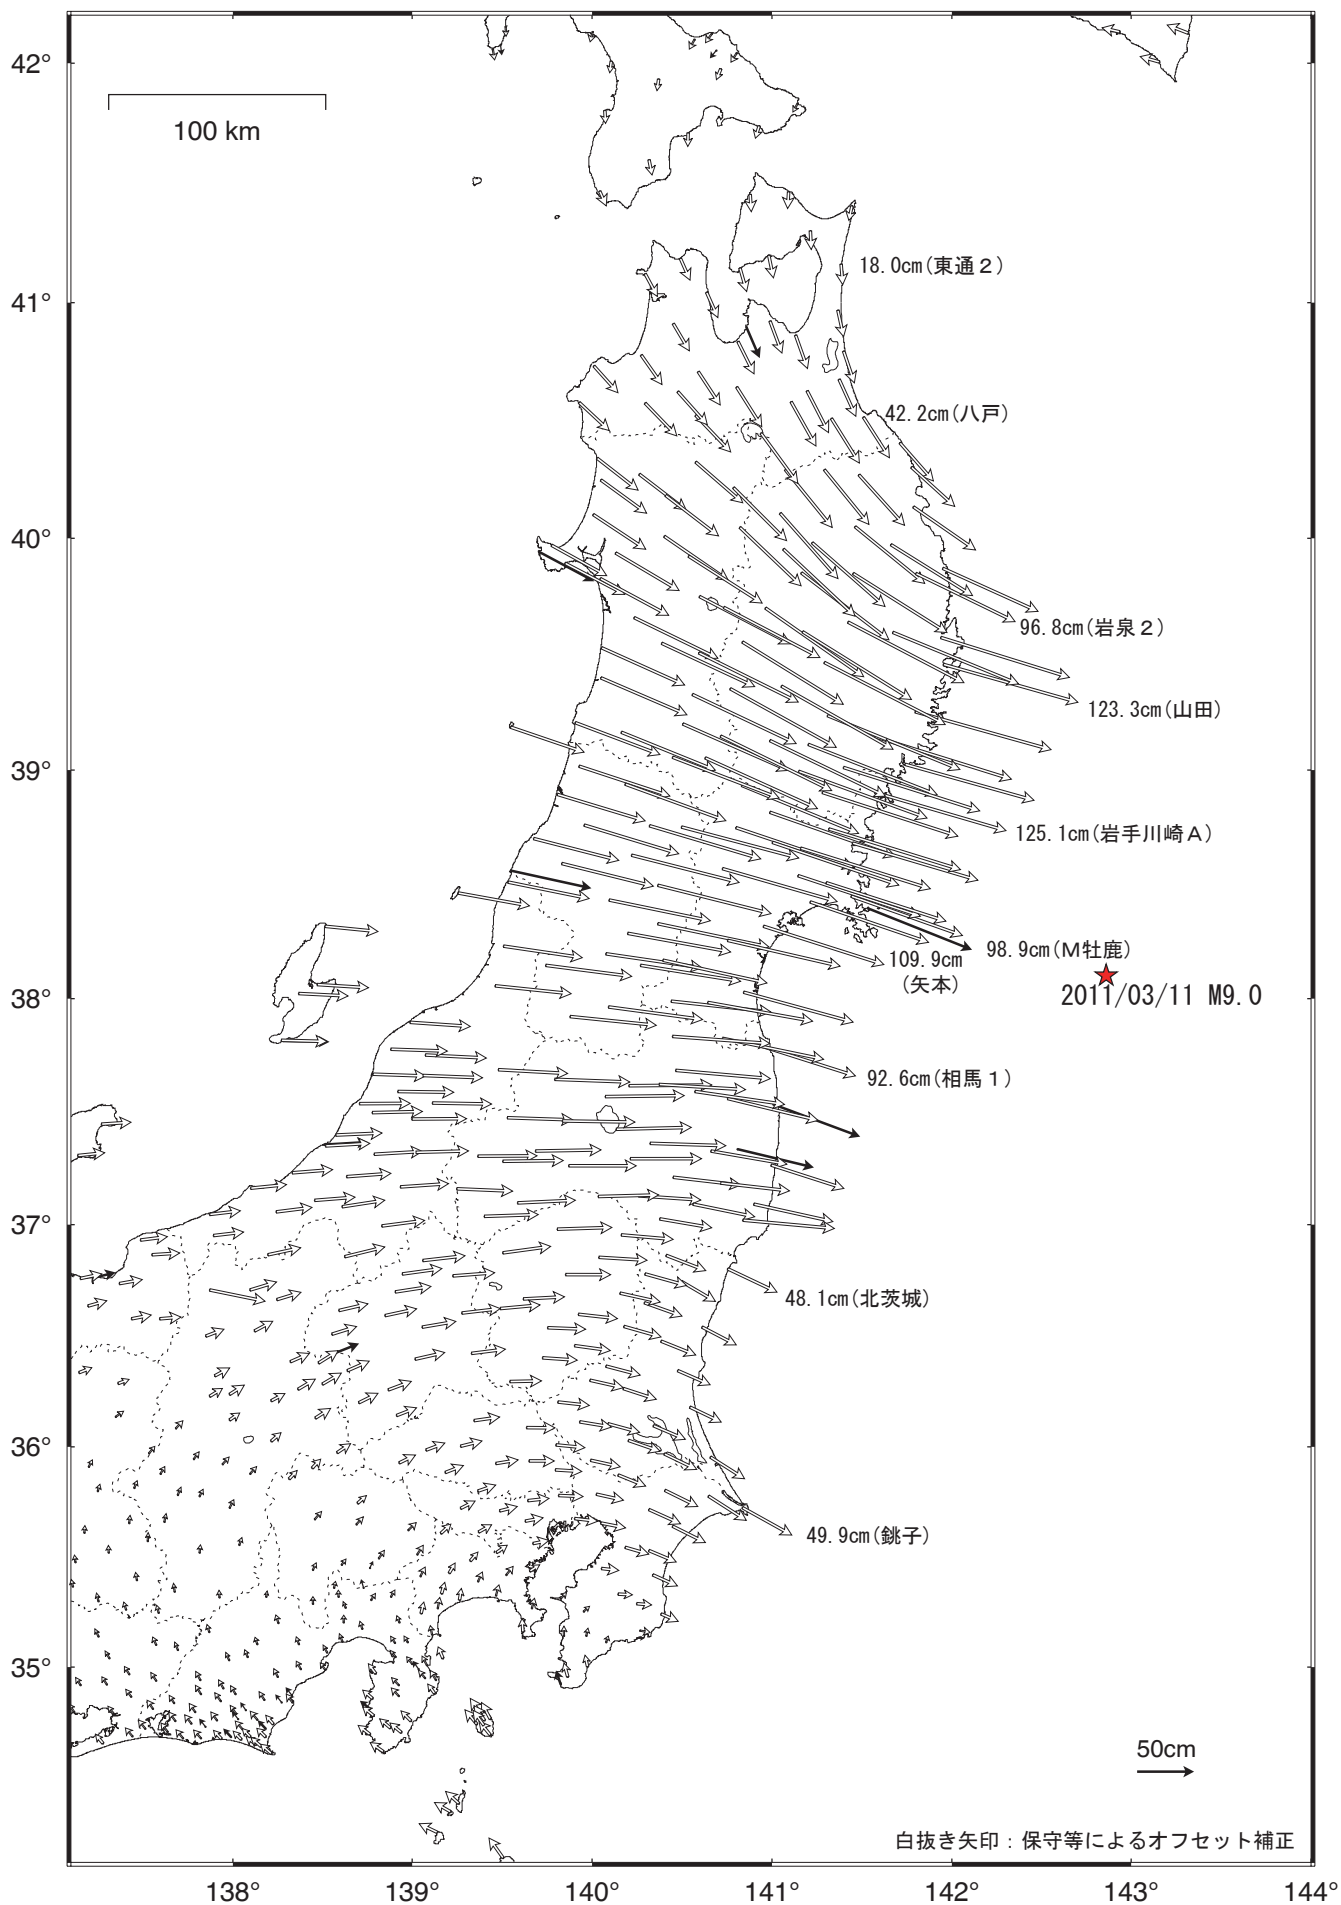 42°
100 km
18.0cm(東通２)
41°
42.2cm(八戸)
40°
96.8cm(岩泉２)
123.3cm(山田)
39°
125.1cm(岩手川崎Ａ)
98.9cm(Ｍ牡鹿)
109.9cm
(矢本)
38°
2011/03/11 M9.0
92.6cm(相馬１)
37°
48.1cm(北茨城)
36°
49.9cm(銚子)
35°
50cm
白抜き矢印：保守等によるオフセット補正
138°
139°
140°
141°
142°
143°
144°